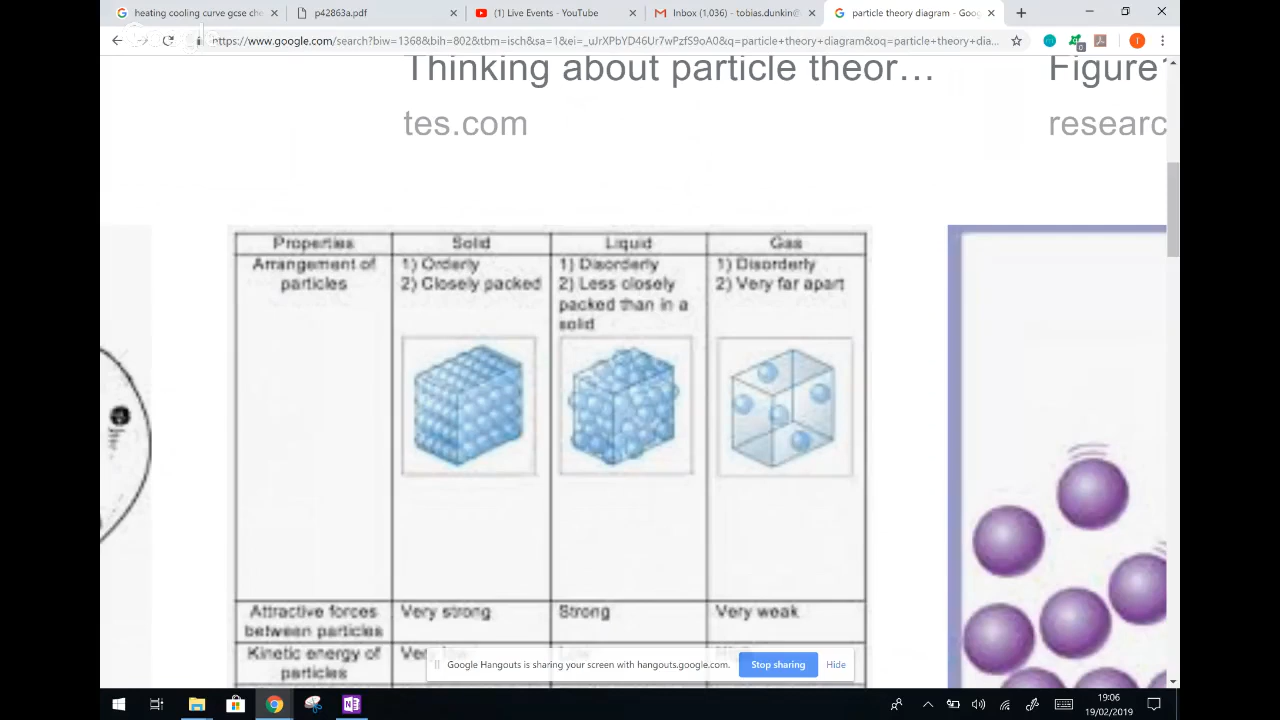 heating cooling curve gcse che
p42863a.pdf
(1) Live Events - YouTube
Inbox (1,036) - tobias.dunkin@
particle theory diagram - Goog
https://www.google.com/search?biw=1368&bih=802&tbm=isch&sa=1&ei=_uJrXPbYD46Ur7wPzfS9oA0&q=particle+theory+diagram&oq=particle+theory+dia...
Thinking about particle theor...
Figure
tes.com
researc
Properties Solid Liquid Gas
Arrangement of 1) Orderly 1) Disorderly 1) Disorderly
particles 2) Closely packed 2) Less closely 2) Very far apart
packed than in a
solid
Attractive forces Very strong Strong Very weak
between particles
Kinetic energy of
particles
Google Hangouts is sharing your screen with hangouts.google.com. Stop sharing Hide
19:06
19/02/2019